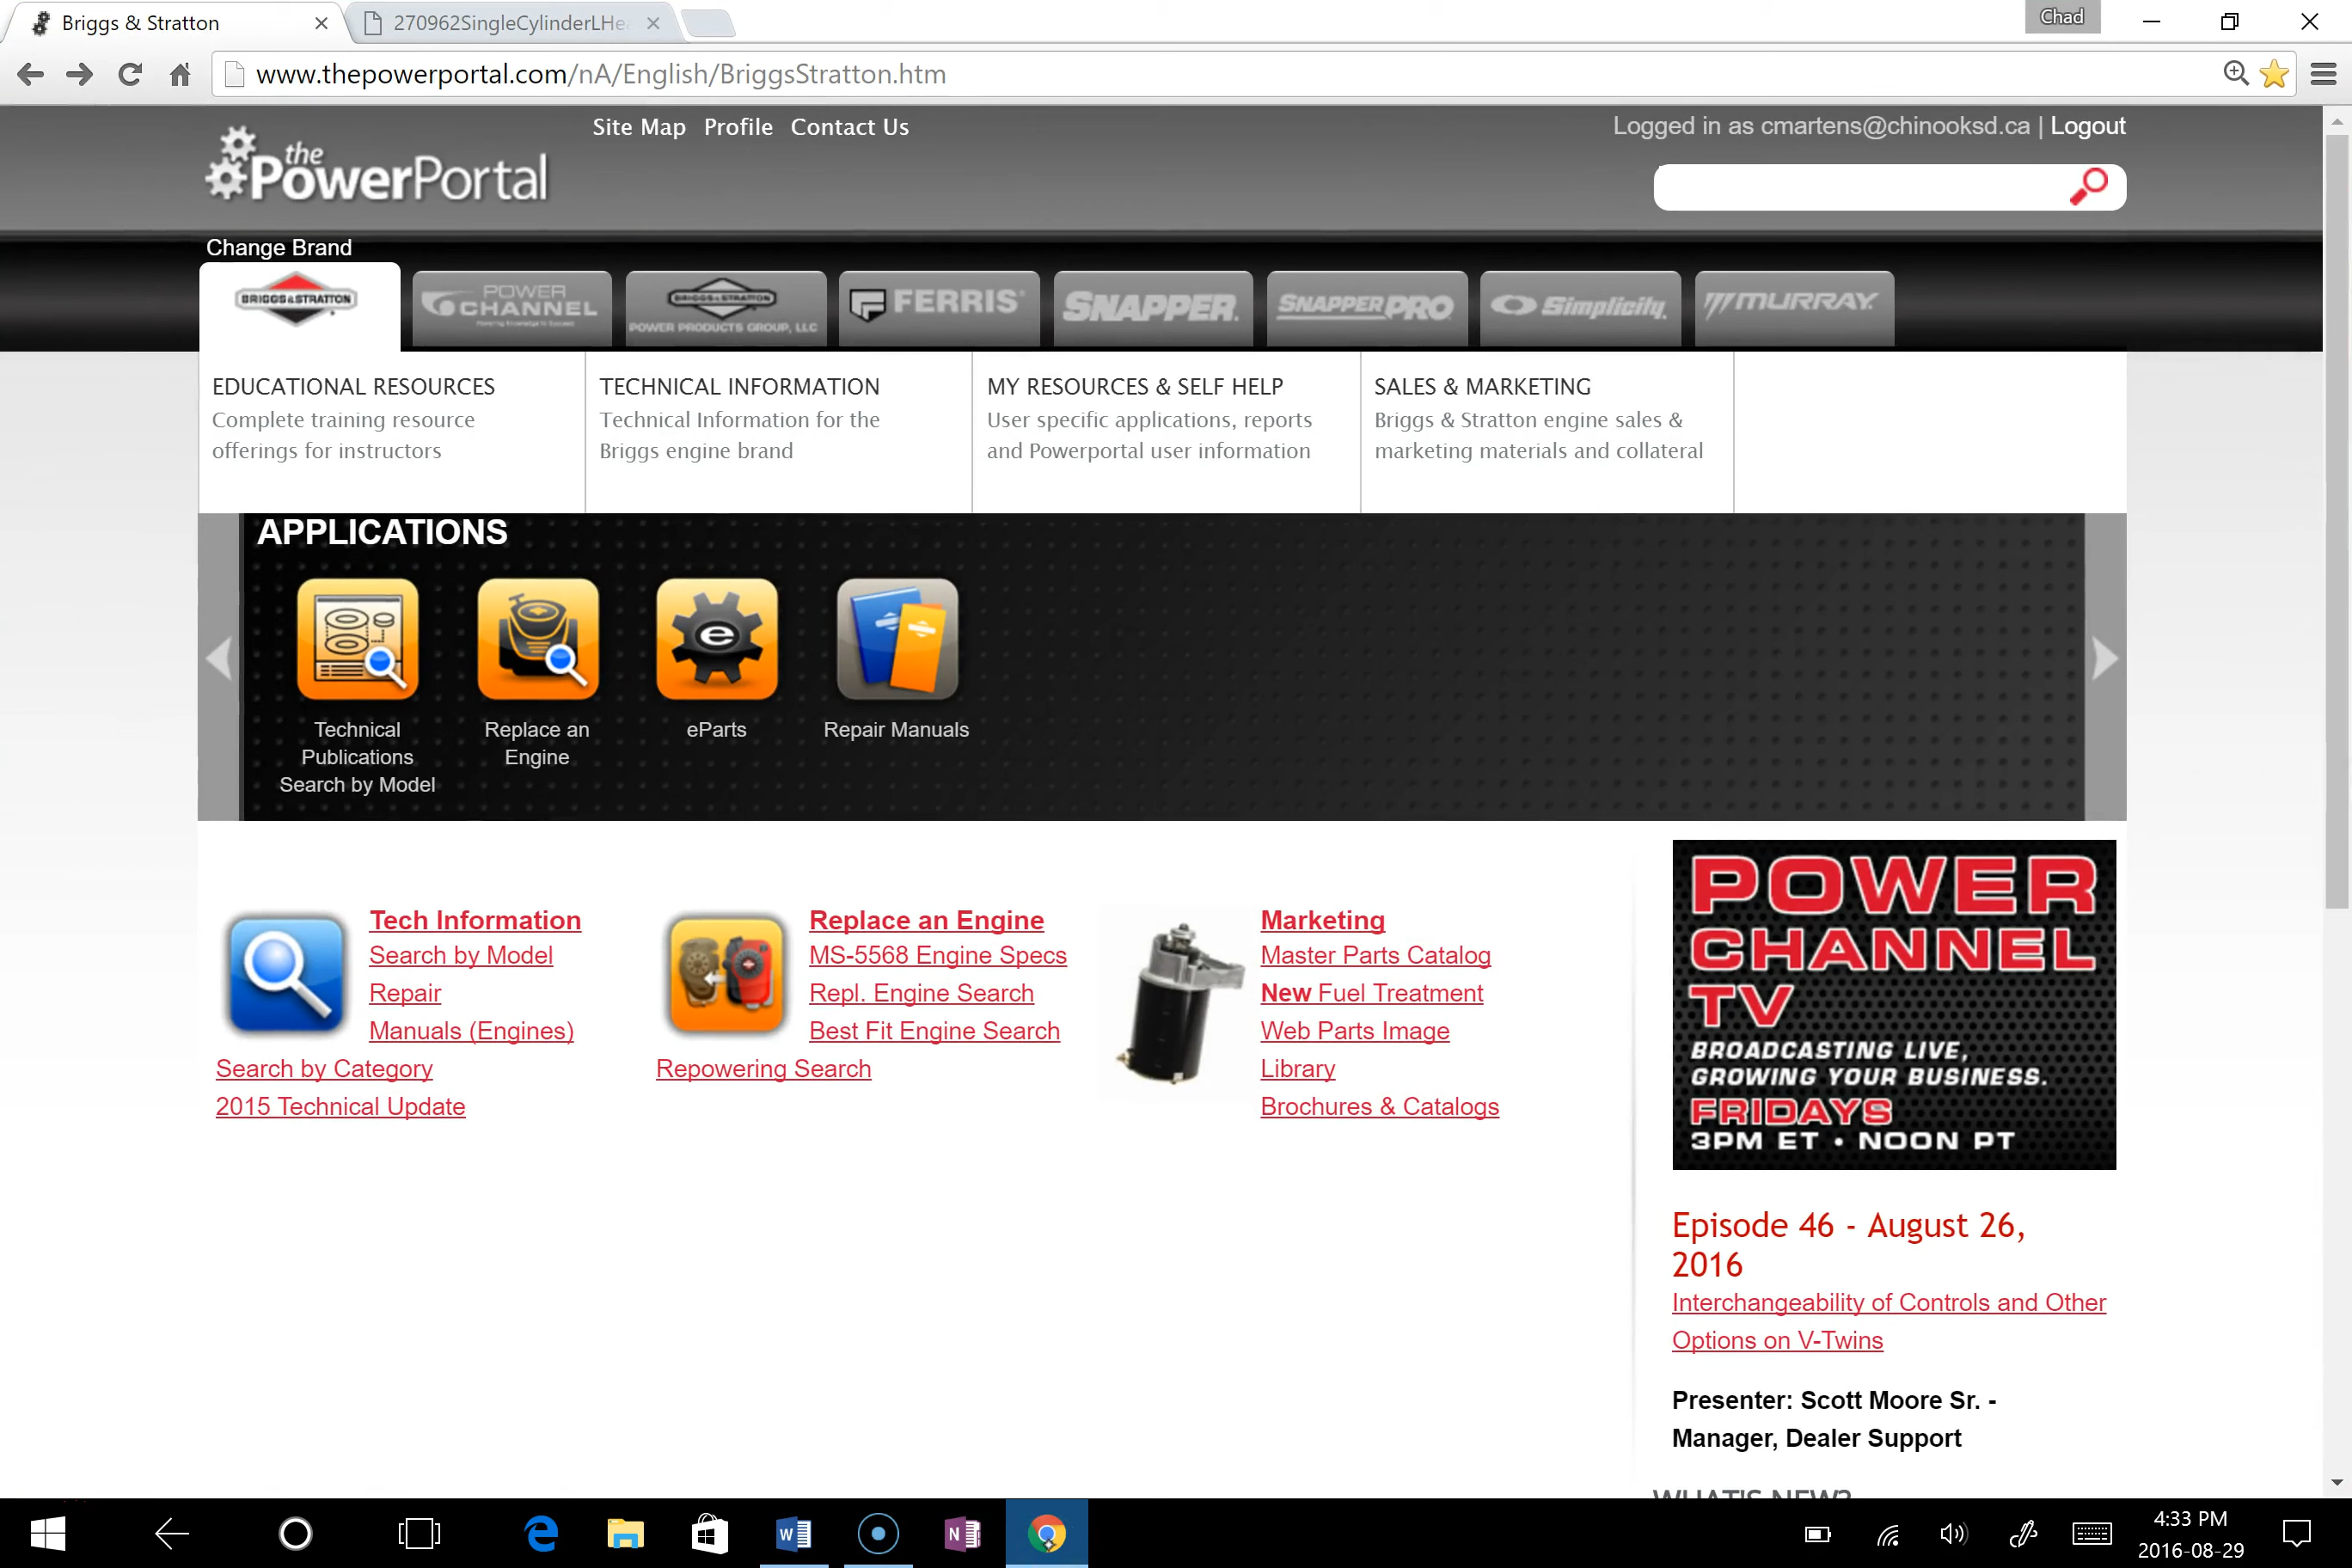 Briggs & Stratton
270962SingleCylinderLHea
Chad
www.thepowerportal.com/nA/English/BriggsStratton.htm
the
PowerPortal
Site Map Profile Contact Us
Logged in as cmartens@chinooksd.ca | Logout
Change Brand
BRIGGS&STRATTON
POWER
CHANNEL
BRIGGS&STRATTON
POWER PRODUCTS GROUP, LLC
FERRIS
SNAPPER
SNAPPER PRO
Simplicity
MURRAY
EDUCATIONAL RESOURCES
Complete training resource
offerings for instructors
TECHNICAL INFORMATION
Technical Information for the
Briggs engine brand
MY RESOURCES & SELF HELP
User specific applications, reports
and Powerportal user information
SALES & MARKETING
Briggs & Stratton engine sales &
marketing materials and collateral
APPLICATIONS
Technical
Publications
Search by Model
Replace an
Engine
e
eParts
Repair Manuals
Tech Information
Search by Model
Repair
Manuals (Engines)
Search by Category
2015 Technical Update
Replace an Engine
MS-5568 Engine Specs
Repl. Engine Search
Best Fit Engine Search
Repowering Search
Marketing
Master Parts Catalog
New Fuel Treatment
Web Parts Image
Library
Brochures & Catalogs
POWER
CHANNEL
TV
BROADCASTING LIVE,
GROWING YOUR BUSINESS.
FRIDAYS
3PM ET • NOON PT
Episode 46 - August 26,
2016
Interchangeability of Controls and Other
Options on V-Twins
Presenter: Scott Moore Sr. -
Manager, Dealer Support
WHAT'S NEW?
4:33 PM
2016-08-29